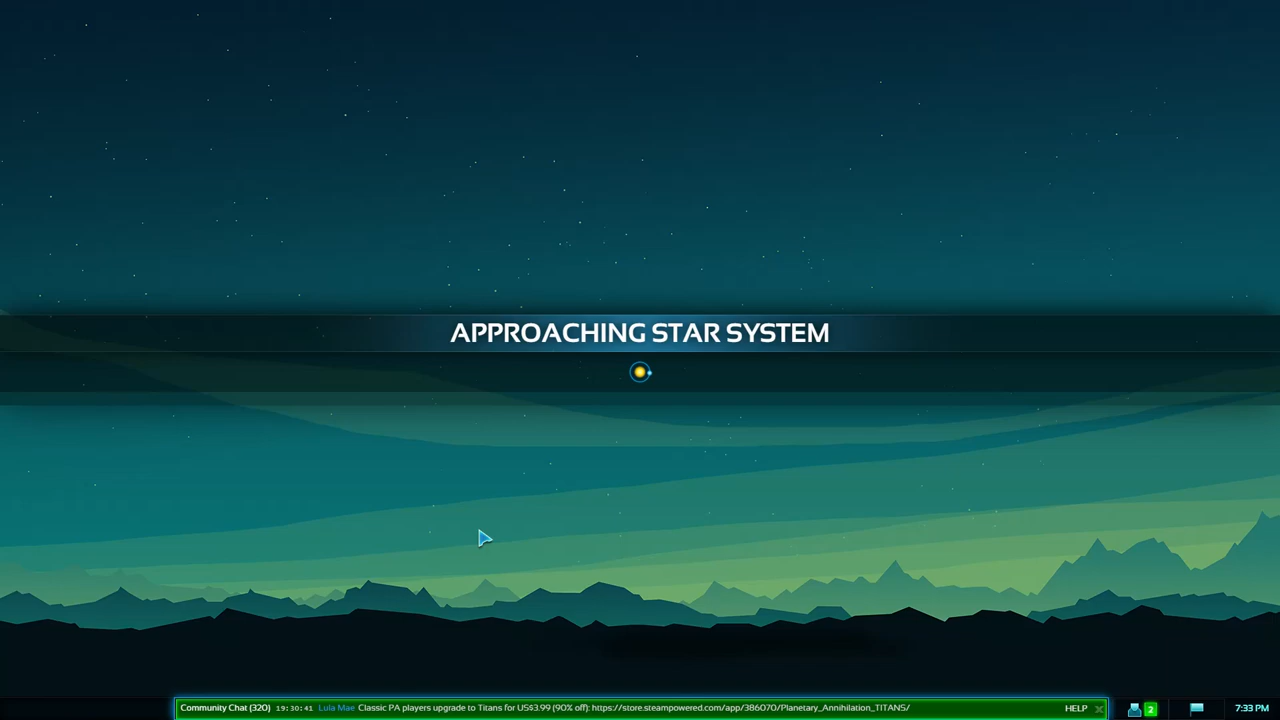 APPROACHING STAR SYSTEM
Community Chat (320) 19:30:41 Lula Mae Classic PA players upgrade to Titans for US$3.99 (90% off): https://store.steampowered.com/app/386070/Planetary_Annihilation_TITANS/ HELP 2 7:33 PM